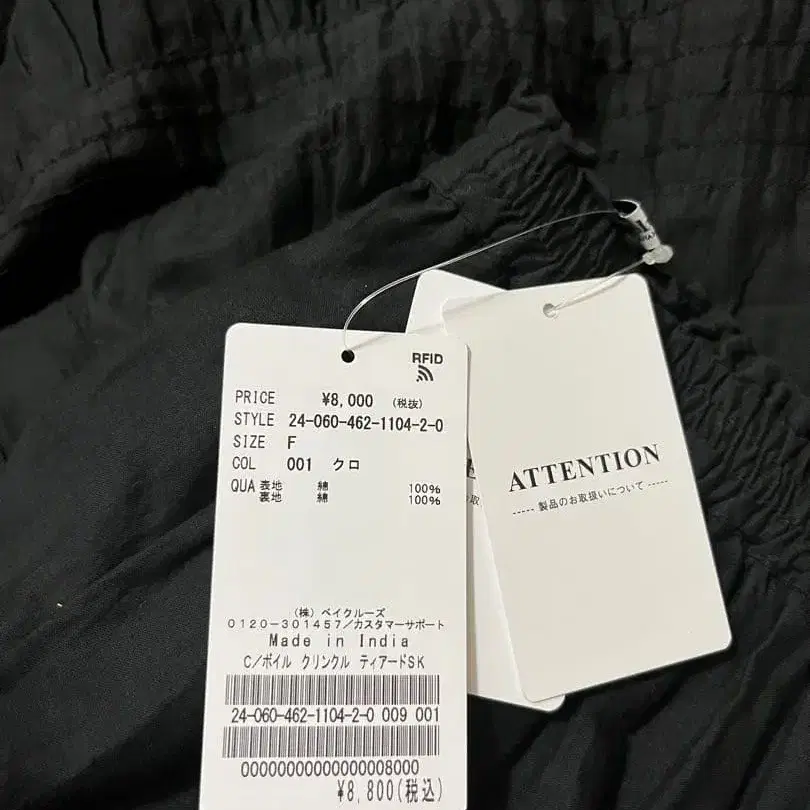 RFID
PRICE ¥8,000 (税抜)
STYLE 24-060-462-1104-2-0
SIZE F
COL 001 クロ
QUA 表地 綿 100%
裏地 綿 100%
(株) ベイクルーズ
0120-301457/カスタマーサポート
Made in India
C/ボイル クリンクル ティアードSK
24-060-462-1104-2-0 009 001
00000000000000008000
¥8,800(税込)
ATTENTION
----- 製品のお取扱いについて -----